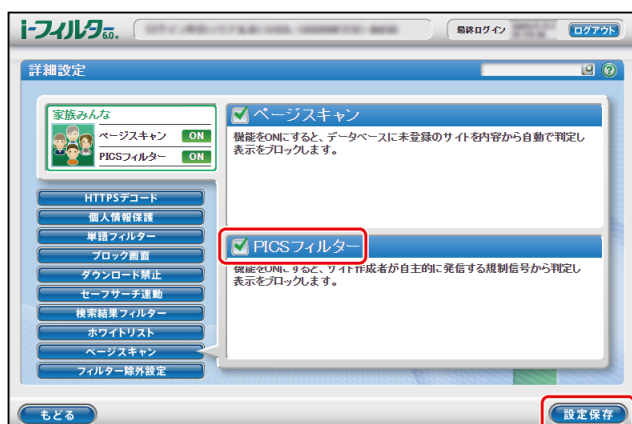 i-フィルター6.0.
最終ログイン
ログアウト
詳細設定
家族みんな
ページスキャン ON
PICSフィルター ON
HTTPSデコード
個人情報保護
単語フィルター
ブロック画面
ダウンロード禁止
セーフサーチ連動
検索結果フィルター
ホワイトリスト
ページスキャン
フィルター除外設定
ページスキャン
機能をONにすると、データベースに未登録のサイトを内容から自動で判定し
表示をブロックします。
PICSフィルター
機能をONにすると、サイト作成者が自主的に発信する規制信号から判定し
表示をブロックします。
もどる
設定保存